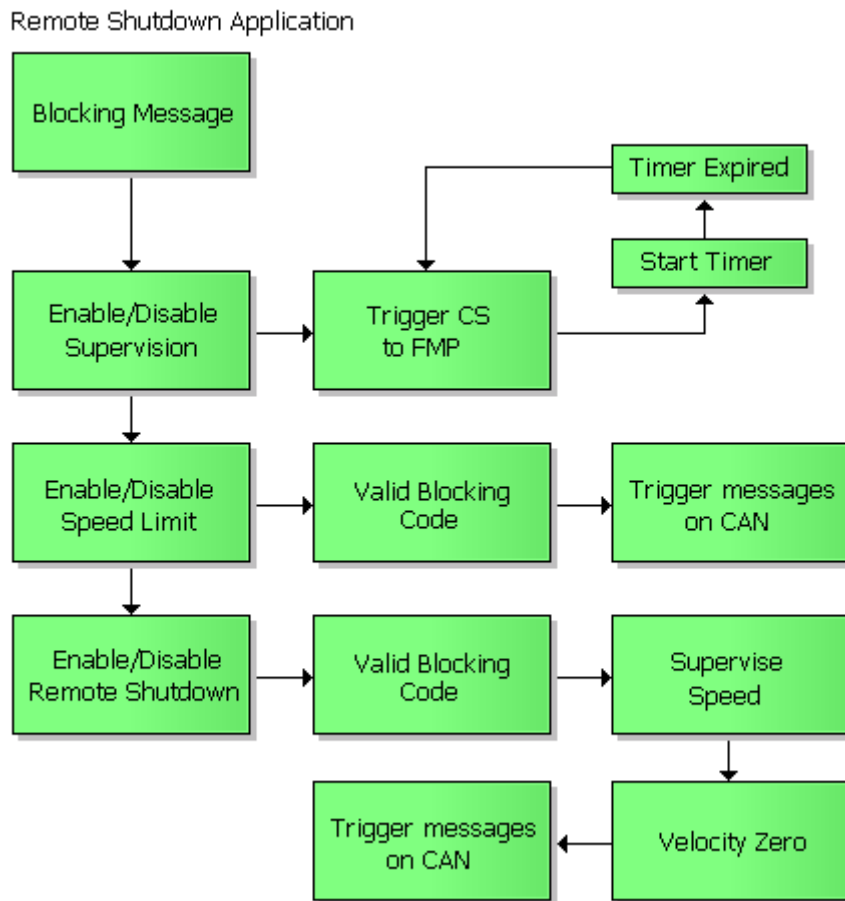 Remote Shutdown Application
Blocking Message
Timer Expired
Start Timer
Enable/Disable
Supervision
Trigger CS
to FMP
Enable/Disable
Speed Limit
Valid Blocking
Code
Trigger messages
on CAN
Enable/Disable
Remote Shutdown
Valid Blocking
Code
Supervise
Speed
Trigger messages
on CAN
Velocity Zero